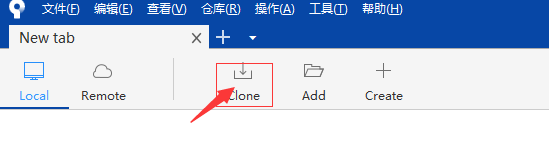 文件(F) 编辑(E) 查看(V) 仓库(R) 操作(A) 工具(T) 帮助(H)
New tab
Local Remote Clone Add Create